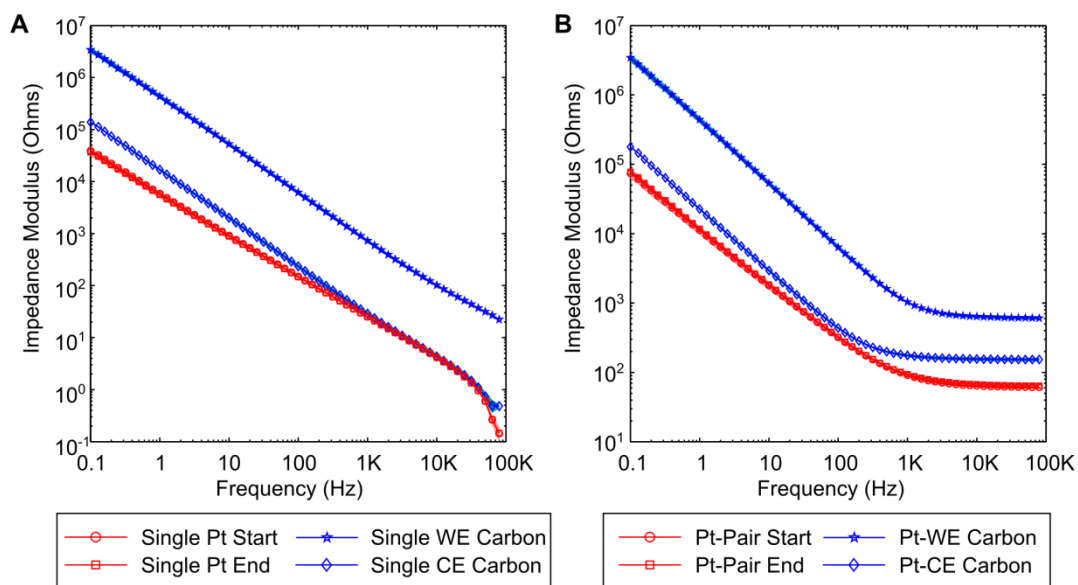 A
Impedance Modulus (Ohms)
10^7
10^6
10^5
10^4
10^3
10^2
10^1
10^0
10^-1
0.1 1 10 100 1K 10K 100K
Frequency (Hz)
Single Pt Start
Single WE Carbon
Single Pt End
Single CE Carbon
B
Impedance Modulus (Ohms)
10^7
10^6
10^5
10^4
10^3
10^2
10^1
0.1 1 10 100 1K 10K 100K
Frequency (Hz)
Pt-Pair Start
Pt-WE Carbon
Pt-Pair End
Pt-CE Carbon